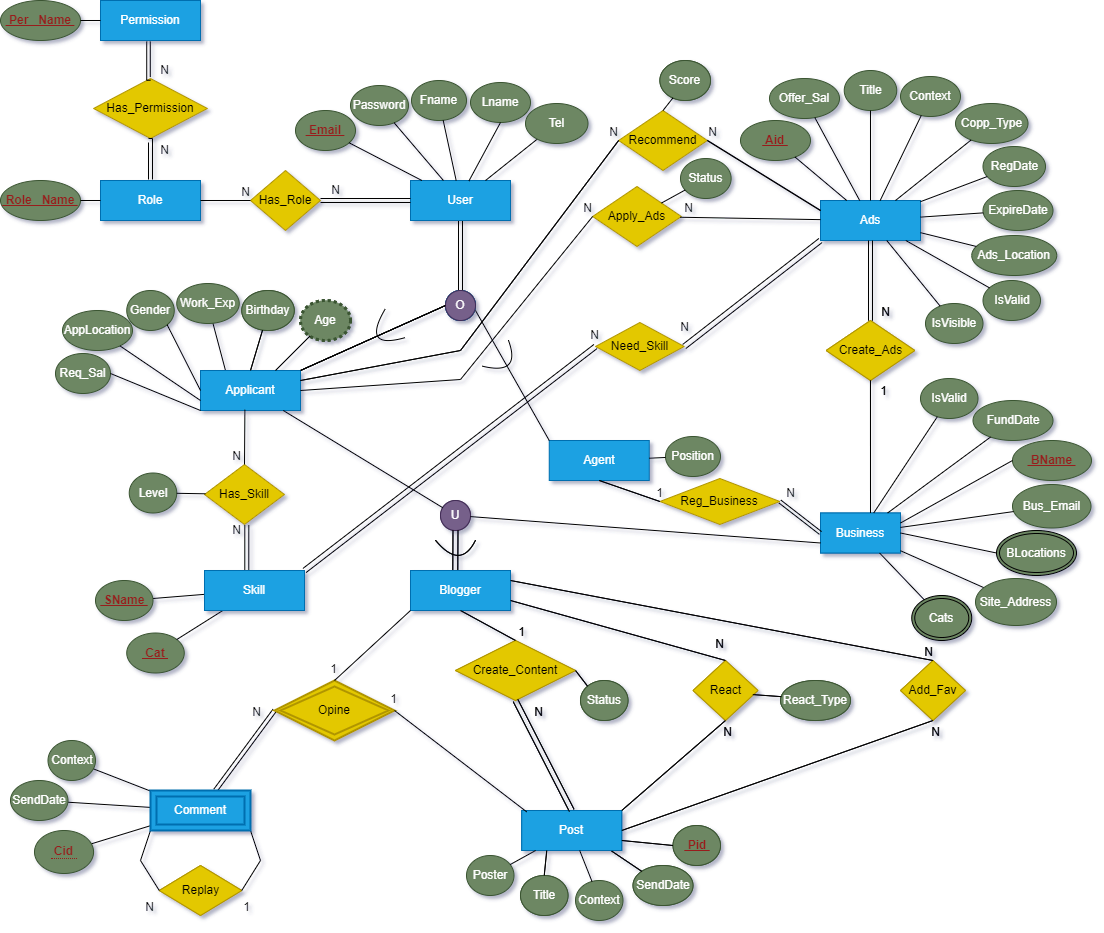 Per_Name
Permission
N
Has_Permission
N
Role_Name
Role
N
Has_Role
N
User
Email
Password
Fname
Lname
Tel
Score
N
Recommend
N
Status
N
Apply_Ads
N
Aid
Offer_Sal
Title
Context
Copp_Type
RegDate
ExpireDate
Ads_Location
IsValid
IsVisible
Ads
N
Create_Ads
1
O
Req_Sal
AppLocation
Gender
Work_Exp
Birthday
Age
Applicant
N
Need_Skill
N
N
Has_Skill
N
Level
Agent
Position
1
Reg_Business
N
Business
IsValid
FundDate
BName
Bus_Email
BLocations
Site_Address
Cats
U
Skill
SName
Cat
Blogger
1
Opine
1
N
1
Create_Content
N
Status
N
React
N
React_Type
N
Add_Fav
N
Context
SendDate
Cid
Comment
Replay
N
1
Post
Poster
Title
Context
SendDate
Pid